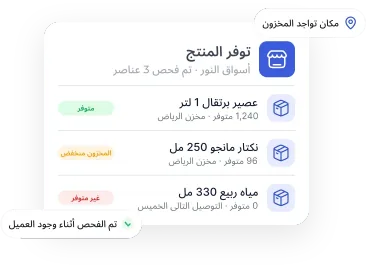 مكان تواجد المخزون
توفر المنتج
أسواق النور · تم فحص 3 عناصر
عصير برتقال 1 لتر
1,240 متوفر · مخزن الرياض
متوفر
نكتار مانجو 250 مل
96 متوفر · مخزن الرياض
المخزون منخفض
مياه ربيع 330 مل
0 متوفر · التوصيل التالي الخميس
غير متوفر
تم الفحص أثناء وجود العميل